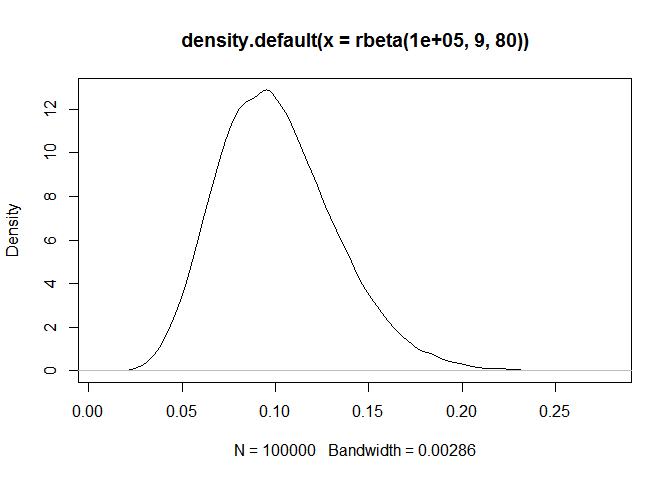 density.default(x = rbeta(1e+05, 9, 80))
Density
12
10
8
6
4
2
0
0.00 0.05 0.10 0.15 0.20 0.25
N = 100000 Bandwidth = 0.00286